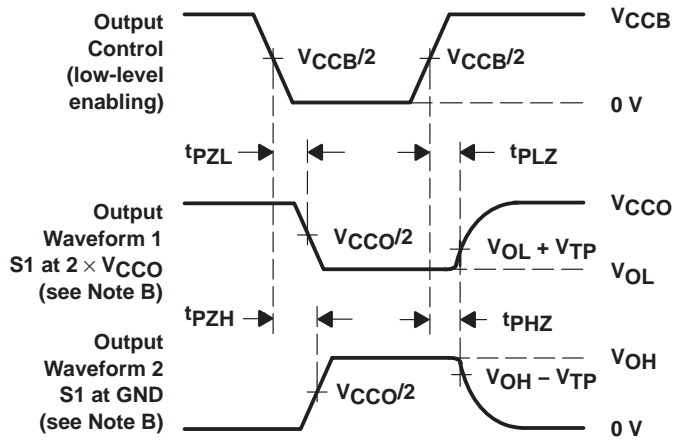 Output
Control
(low-level
enabling)
VCCB
VCCB/2
VCCB/2
0 V
tPZL
tPLZ
Output
Waveform 1
S1 at 2 × VCCO
(see Note B)
VCCO
VCCO/2
VOL + VTP
VOL
tPZH
tPHZ
Output
Waveform 2
S1 at GND
(see Note B)
VOH
VCCO/2
VOH − VTP
0 V